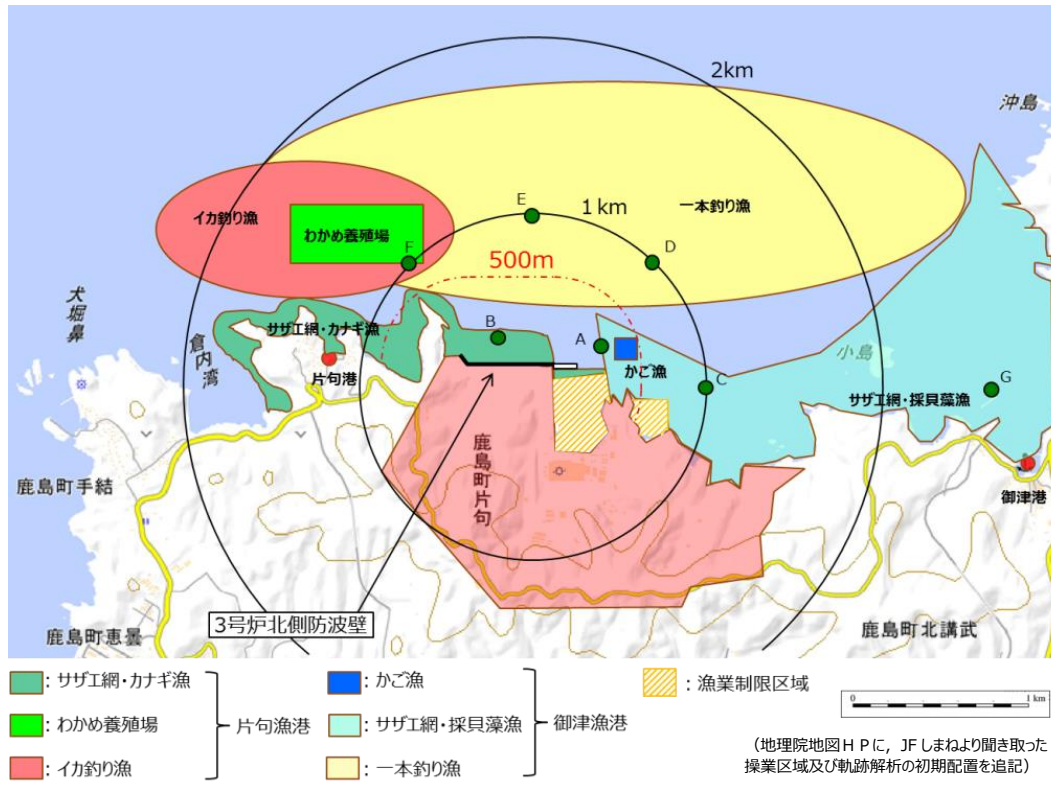 2km
沖島
1km
E
一本釣り漁
イカ釣り漁
わかめ養殖場
F
D
500m
犬堀鼻
倉内湾
サザエ網・カナギ漁
片句港
B
A
かご漁
C
小島
サザエ網・採貝藻漁
G
御津港
鹿島町手結
鹿島町片句
3号炉北側防波壁
鹿島町恵曇
鹿島町北講武
：サザエ網・カナギ漁
：わかめ養殖場
：イカ釣り漁
片句漁港
：かご漁
：サザエ網・採貝藻漁
：一本釣り漁
御津漁港
：漁業制限区域
0
1 km
（地理院地図ＨＰに，JFしまねより聞き取った
操業区域及び軌跡解析の初期配置を追記）